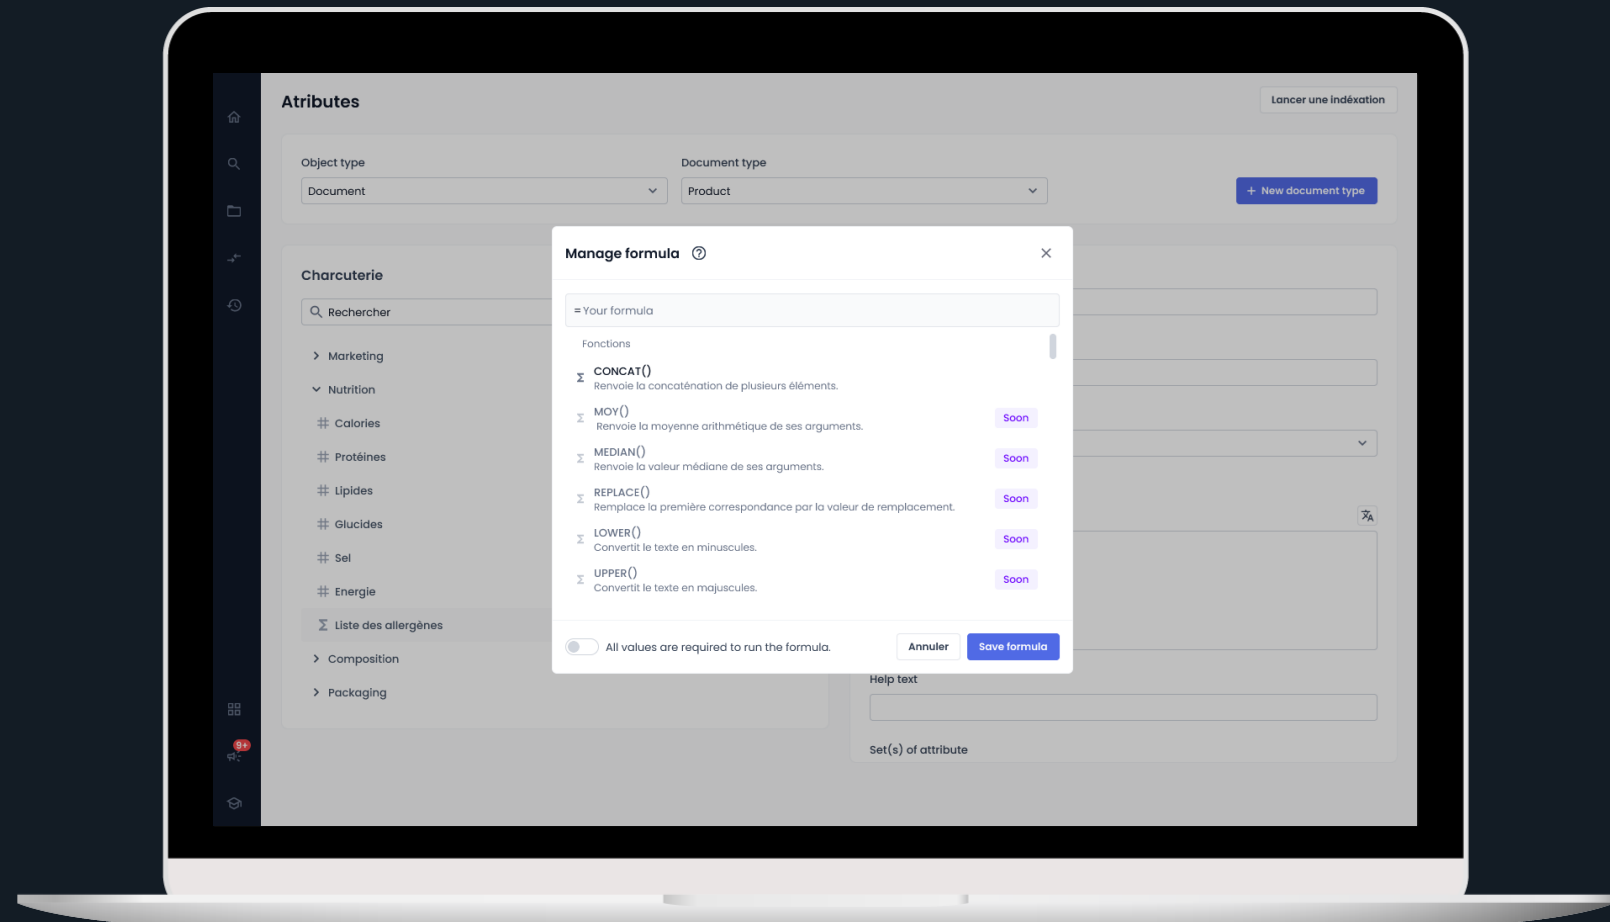 Atributes
Lancer une indéxation
Object type
Document type
Document
Product
+ New document type
Manage formula
Charcuterie
Rechercher
= Your formula
Fonctions
CONCAT()
Renvoie la concaténation de plusieurs éléments.
MOY()
Renvoie la moyenne arithmétique de ses arguments.
Soon
MEDIAN()
Renvoie la valeur médiane de ses arguments.
Soon
REPLACE()
Remplace la première correspondance par la valeur de remplacement.
Soon
LOWER()
Convertit le texte en minuscules.
Soon
UPPER()
Convertit le texte en majuscules.
Soon
All values are required to run the formula.
Annuler
Save formula
Marketing
Nutrition
Calories
Protéines
Lipides
Glucides
Sel
Energie
Liste des allergènes
Composition
Packaging
Help text
Set(s) of attribute
9+